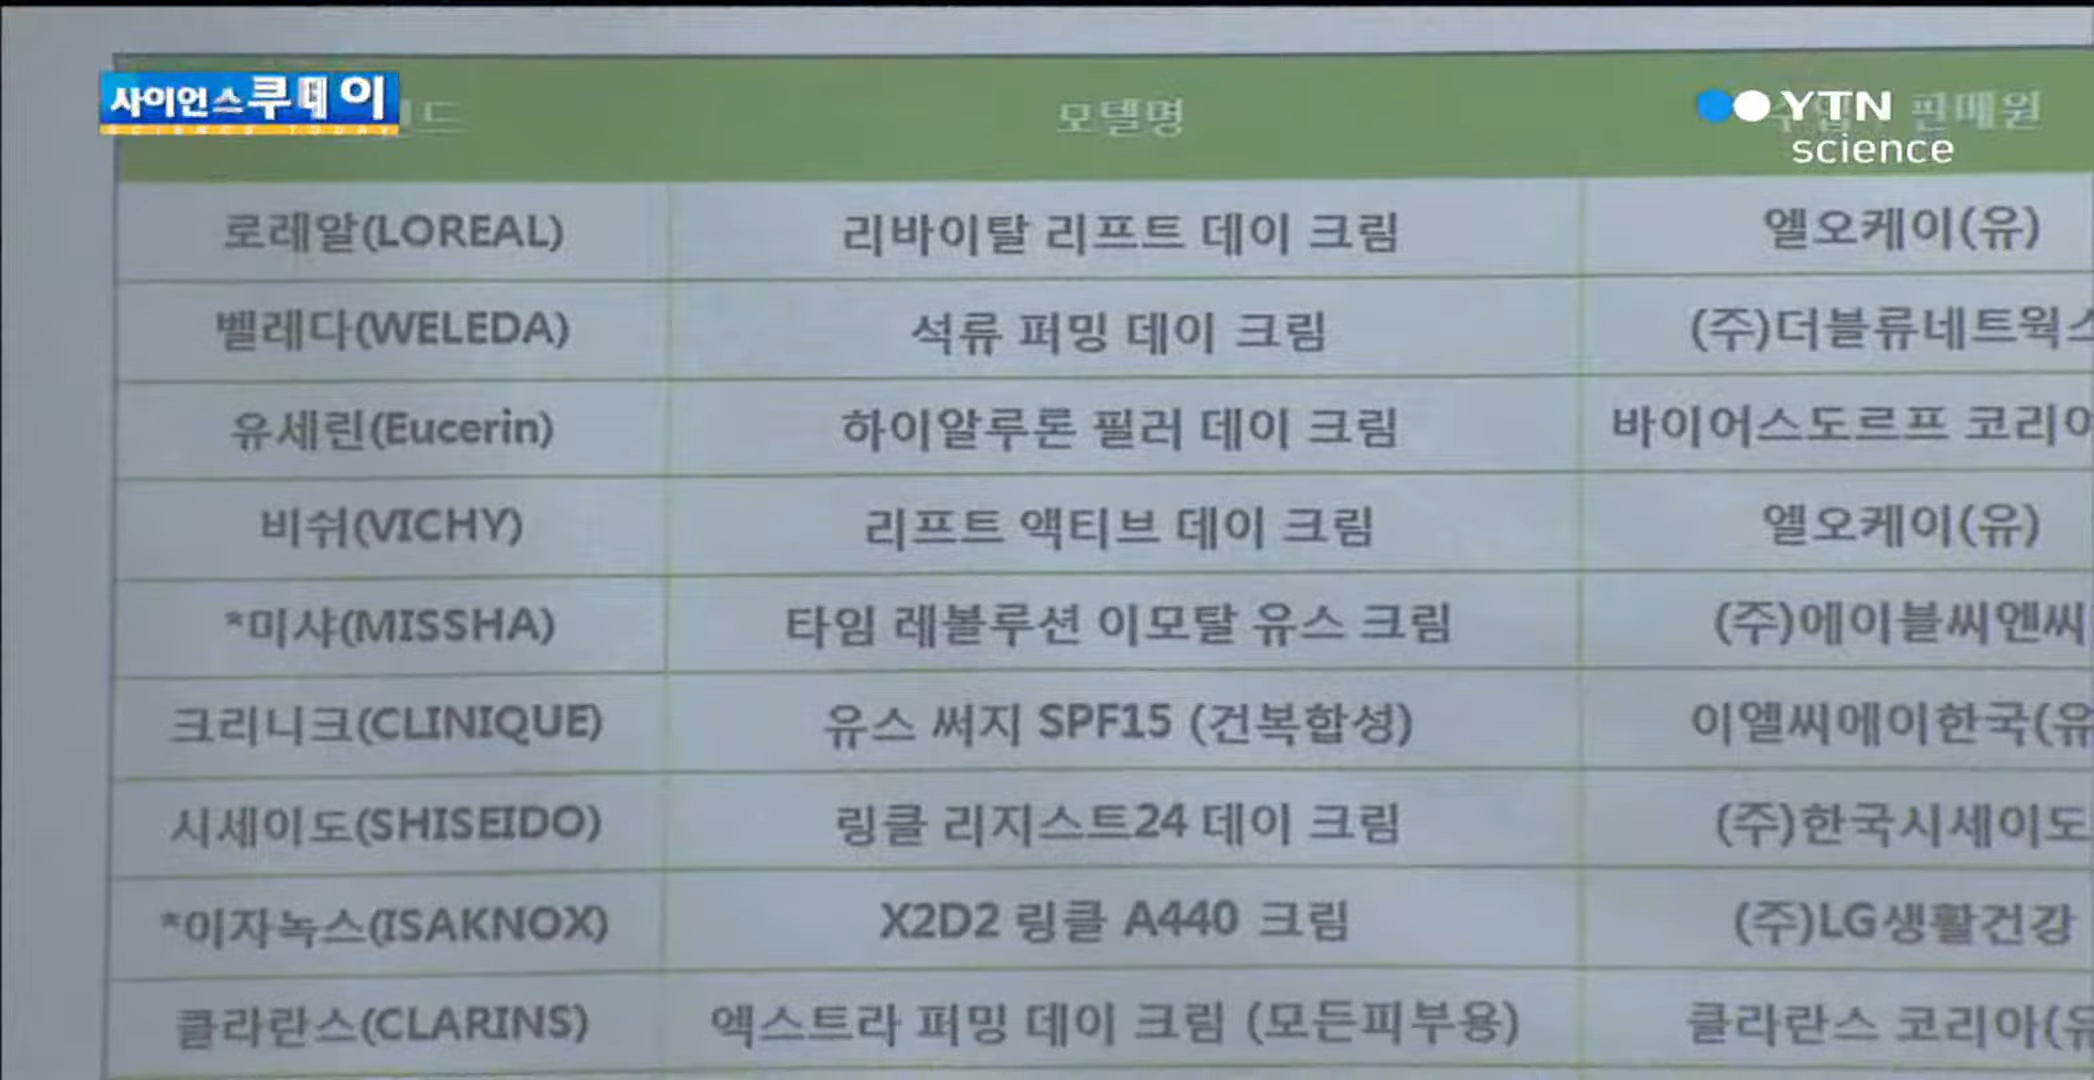 사이언스 투데이
SCIENCE TODAY
YTN
science
모델명 판매원
로레알(LOREAL) 리바이탈 리프트 데이 크림 엘오케이(유)
벨레다(WELEDA) 석류 퍼밍 데이 크림 (주)더블류네트웍스
유세린(Eucerin) 하이알루론 필러 데이 크림 바이어스도르프 코리아
비쉬(VICHY) 리프트 액티브 데이 크림 엘오케이(유)
*미샤(MISSHA) 타임 레볼루션 이모탈 유스 크림 (주)에이블씨엔씨
크리니크(CLINIQUE) 유스 써지 SPF15 (건복합성) 이엘씨에이한국(유
시세이도(SHISEIDO) 링클 리지스트24 데이 크림 (주)한국시세이도
*이자녹스(ISAKNOX) X2D2 링클 A440 크림 (주)LG생활건강
클라란스(CLARINS) 엑스트라 퍼밍 데이 크림 (모든피부용) 클라란스 코리아(유